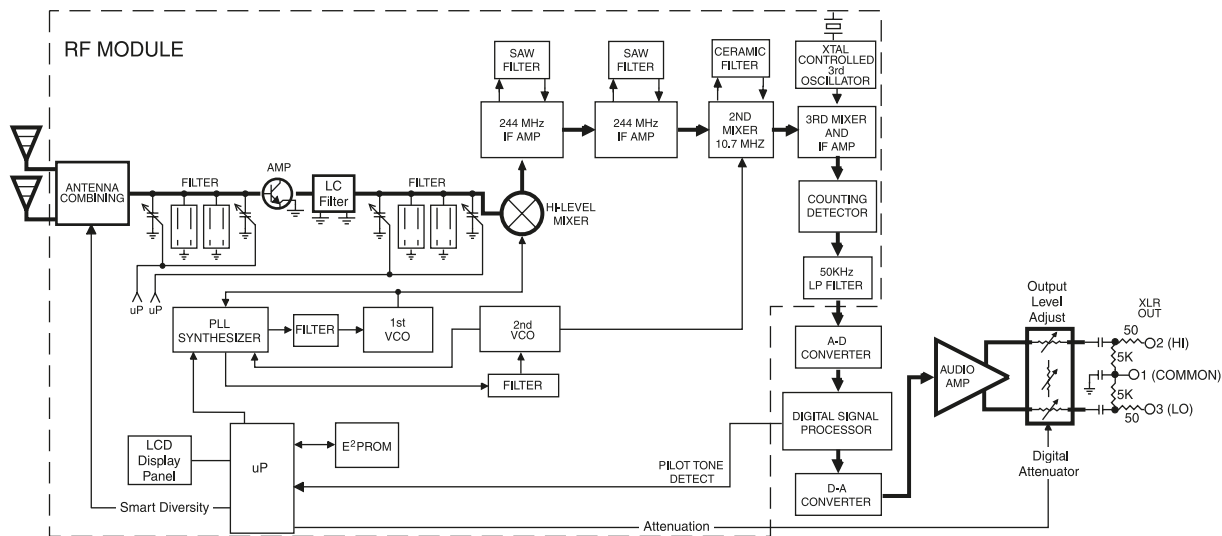 RF MODULE
SAW
FILTER
SAW
FILTER
CERAMIC
FILTER
XTAL
CONTROLLED
3rd
OSCILLATOR
244 MHz
IF AMP
244 MHz
IF AMP
2ND
MIXER
10.7 MHZ
3RD MIXER
AND
IF AMP
ANTENNA
COMBINING
FILTER
AMP
LC
Filter
FILTER
HI-LEVEL
MIXER
COUNTING
DETECTOR
50KHz
LP FILTER
uP
uP
PLL
SYNTHESIZER
FILTER
1st
VCO
2nd
VCO
FILTER
A-D
CONVERTER
AUDIO
AMP
Output
Level
Adjust
XLR
OUT
50
2 (HI)
5K
1 (COMMON)
5K
3 (LO)
50
Digital
Attenuator
DIGITAL SIGNAL
PROCESSOR
D-A
CONVERTER
LCD
Display
Panel
uP
E2PROM
PILOT TONE
DETECT
Smart Diversity
Attenuation